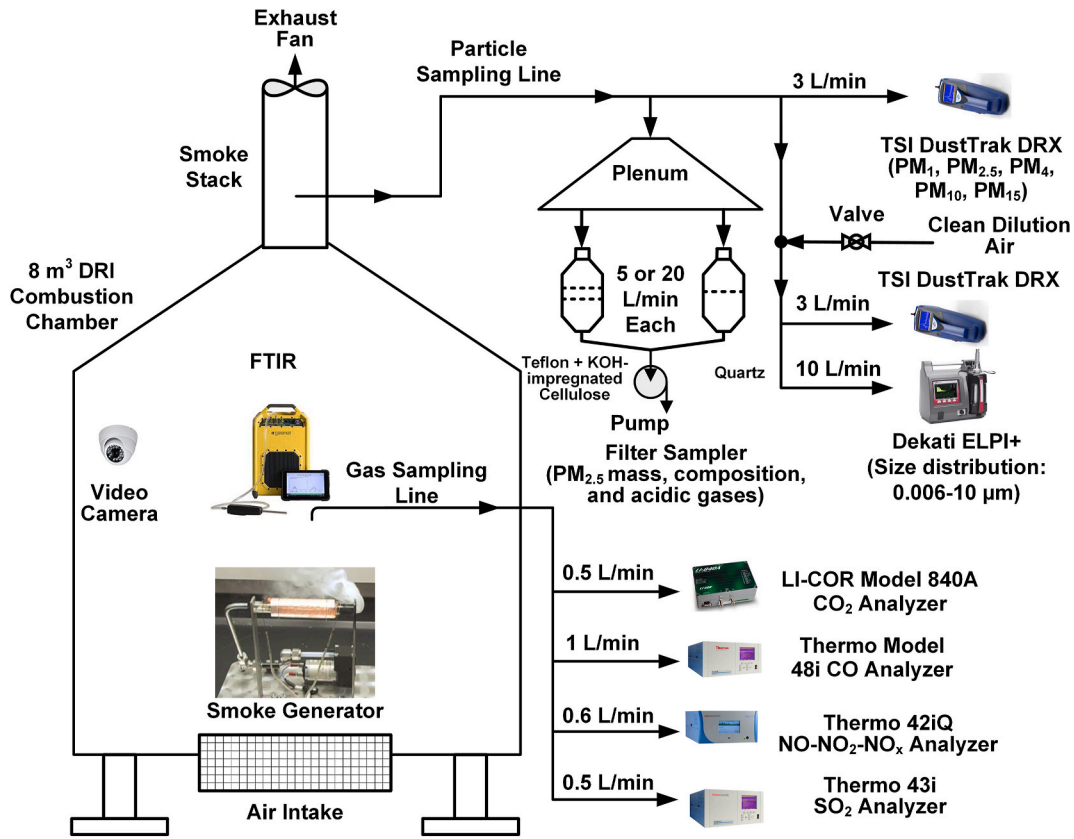 Exhaust
Fan
Particle
Sampling Line
3 L/min
Smoke
Stack
Plenum
TSI DustTrak DRX
(PM₁, PM₂.₅, PM₄,
PM₁₀, PM₁₅)
Valve
Clean Dilution
Air
8 m³ DRI
Combustion
Chamber
5 or 20
L/min
Each
TSI DustTrak DRX
3 L/min
FTIR
Teflon + KOH-
impregnated
Cellulose
Quartz
10 L/min
Pump
Dekati ELPI+
(Size distribution:
0.006-10 µm)
Filter Sampler
(PM₂.₅ mass, composition,
and acidic gases)
Video
Camera
Gas Sampling
Line
0.5 L/min
LI-COR Model 840A
CO₂ Analyzer
1 L/min
Thermo Model
48i CO Analyzer
Smoke Generator
0.6 L/min
Thermo 42iQ
NO-NO₂-NOₓ Analyzer
0.5 L/min
Thermo 43i
SO₂ Analyzer
Air Intake